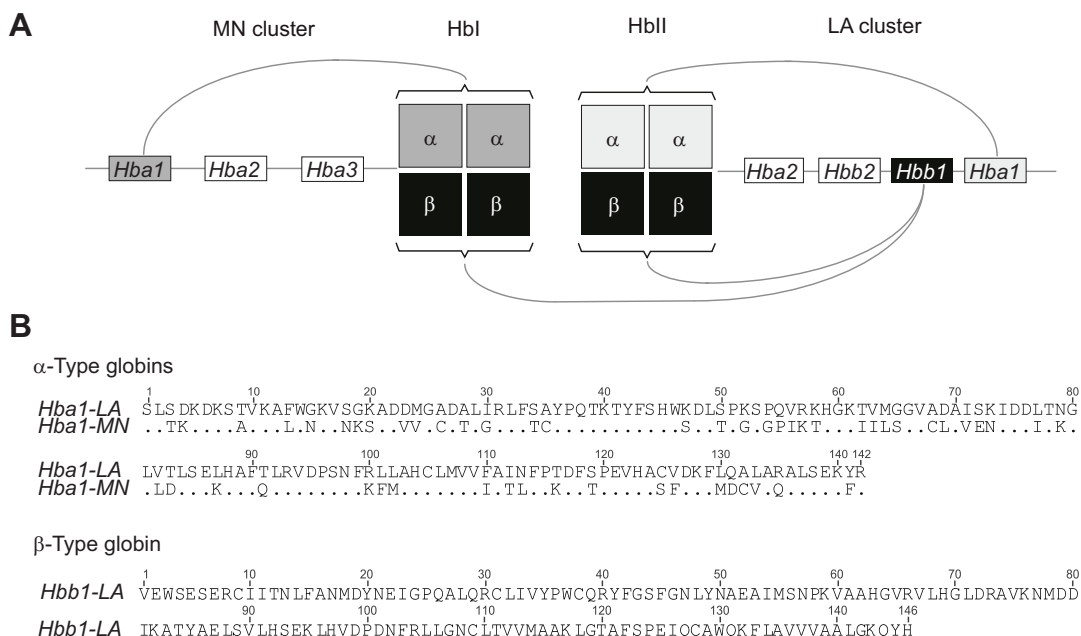 A
MN cluster HbI HbII LA cluster
α α α α
Hba1 Hba2 Hba3 Hba2 Hbb2 Hbb1 Hba1
β β β β
B
α-Type globins
1 10 20 30 40 50 60 70 80
Hba1-LA SLSDKDKSTVKAFWGKVSGKADDMGADALIRLFSAYPQTKTYFSHWKDLSPKSPQVRKHGKTVMGGVADAISKIDDLTNG
Hba1-MN ..TK....A...L.N..NKS..VV.C.T.G...TC...........S..T.G.GPIKT...IILS..CL.VEN...I.K.
90 100 110 120 130 140 142
Hba1-LA LVTLSELHAFTLRVDPSNFRLLAHCLMVVFAINFPTDFSPEVHACVDKFLQALARALSEKYR
Hba1-MN .LD...K...Q........KFM.......I.TL..K..T.....SF...MDCV.Q.....F.
β-Type globin
1 10 20 30 40 50 60 70 80
Hbb1-LA VEWSESERCIITNLFANMDYNEIGPQALQRCLIVYPWCQRYFGSFGNLYNAEAIMSNPKVAAHGVRVLHGLDRAVKNMDD
90 100 110 120 130 140 146
Hbb1-LA IKATYAELSVLHSEKLHVDPDNFRLLGNCLTVVMAAKLGTAFSPEIQCAWQKFLAVVVAALGKQYH